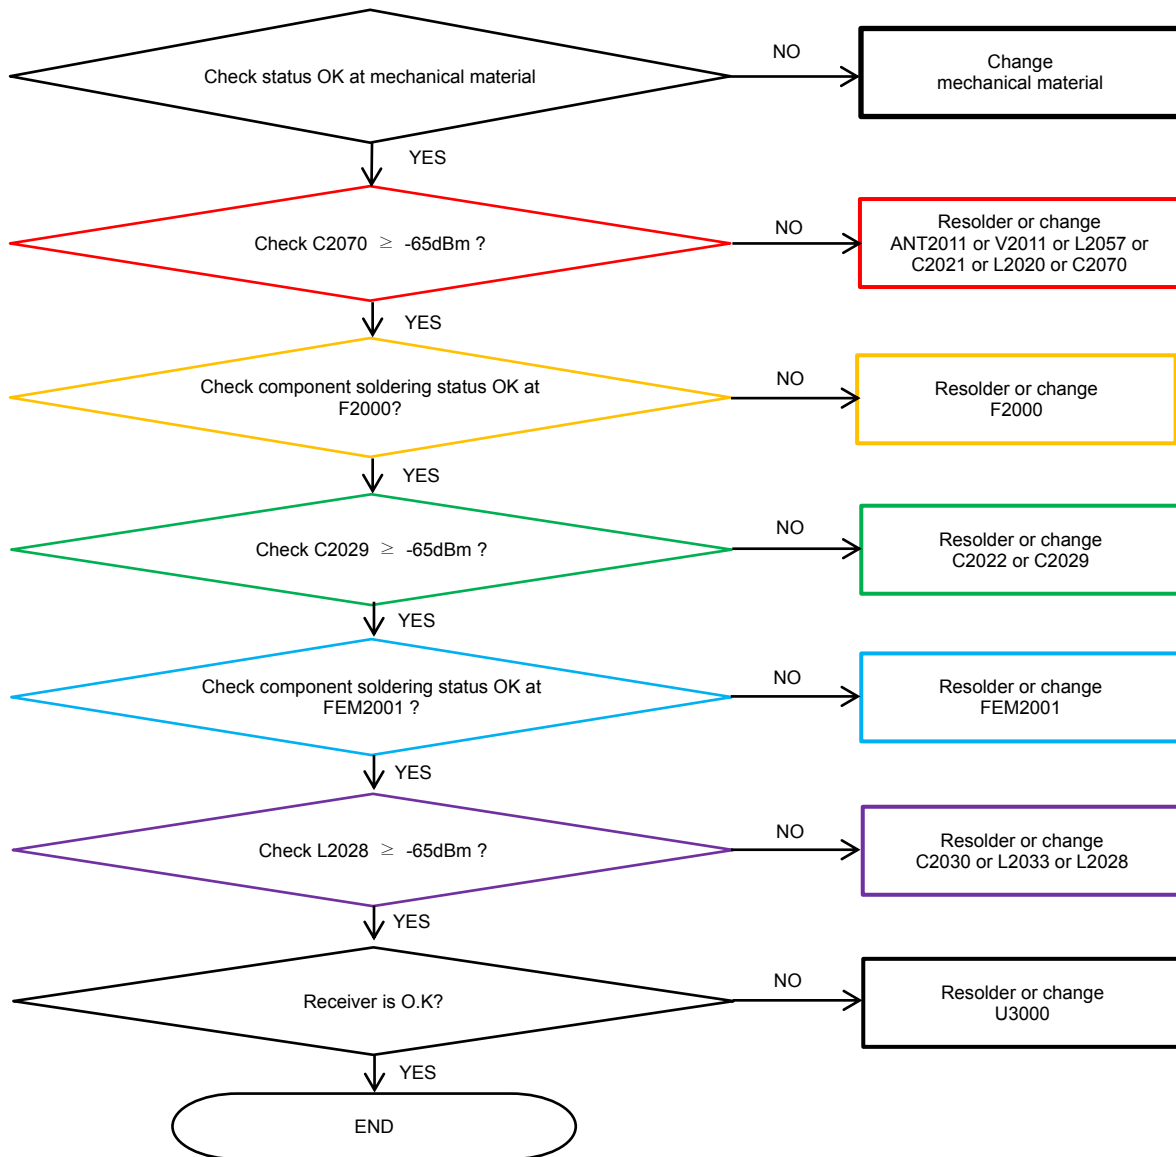 Check status OK at mechanical material
NO
Change
mechanical material
YES
Check C2070 ≥ -65dBm ?
NO
Resolder or change
ANT2011 or V2011 or L2057 or
C2021 or L2020 or C2070
YES
Check component soldering status OK at
F2000?
NO
Resolder or change
F2000
YES
Check C2029 ≥ -65dBm ?
NO
Resolder or change
C2022 or C2029
YES
Check component soldering status OK at
FEM2001 ?
NO
Resolder or change
FEM2001
YES
Check L2028 ≥ -65dBm ?
NO
Resolder or change
C2030 or L2033 or L2028
YES
Receiver is O.K?
NO
Resolder or change
U3000
YES
END